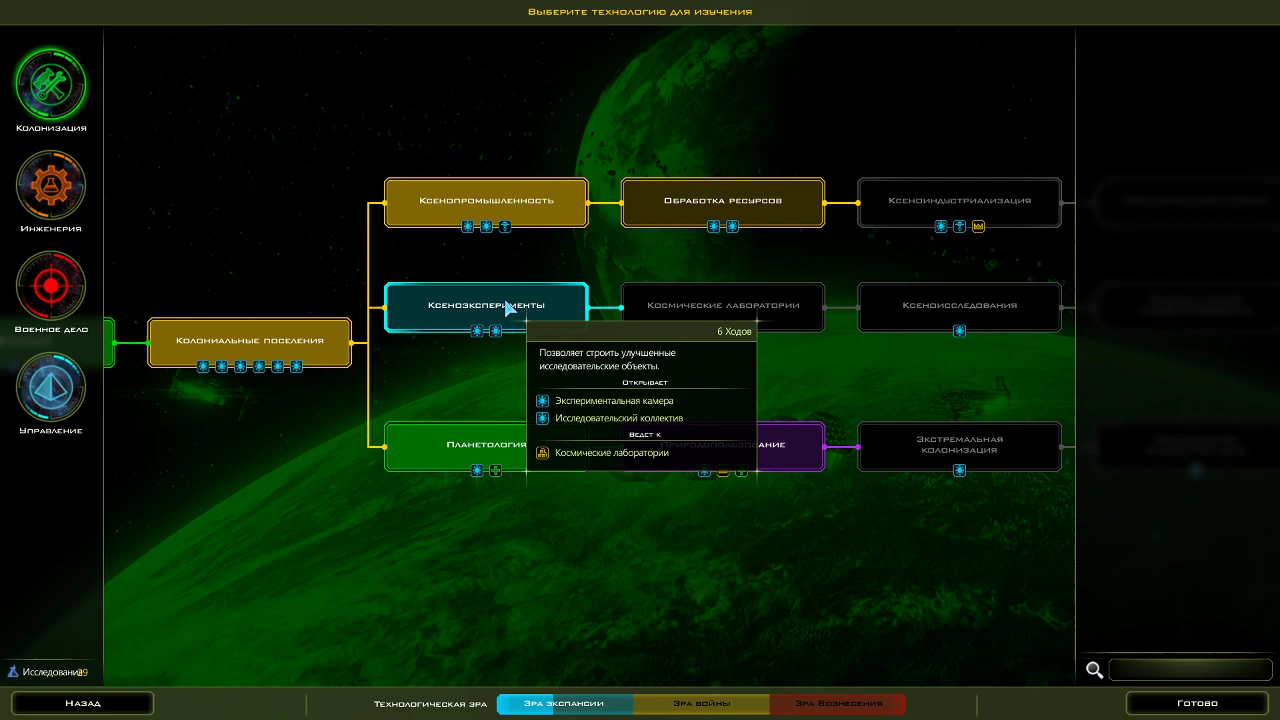 Выберите технологию для изучения
Колонизация
Инженерия
Военное дело
Управление
Ксенопромышленность
Обработка ресурсов
Ксеноиндустриализация
Ксеноэксперименты
Космические лаборатории
Ксеноисследования
Колониальные поселения
6 Ходов
Позволяет строить улучшенные
исследовательские объекты.
Открывает
Экспериментальная камера
Исследовательский коллектив
Ведет к
Космические лаборатории
Планетология
Природопользование
Экстремальная
колонизация
Исследования
Назад
Технологическая эра
Эра экспансии
Эра войны
Эра Вознесения
Готово